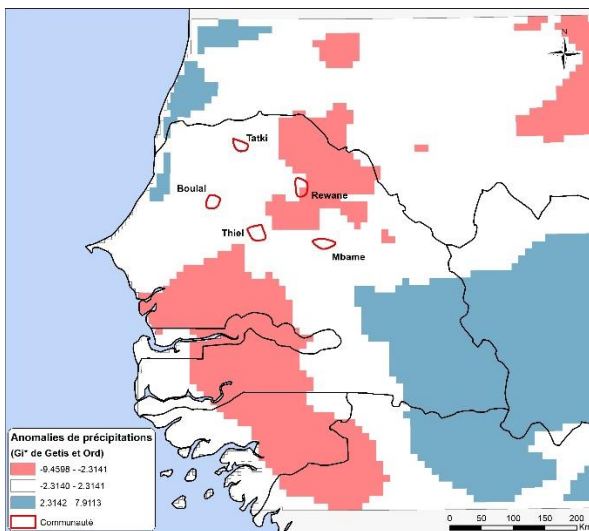 N
Tatki
Boulal
Rewane
Thiel
Mbame
Anomalies de précipitations
(Gi* de Getis et Ord)
-9.4598 - -2.3141
-2.3140 - 2.3141
2.3142 7.9113
Communauté
0 50 100 150 200
Km